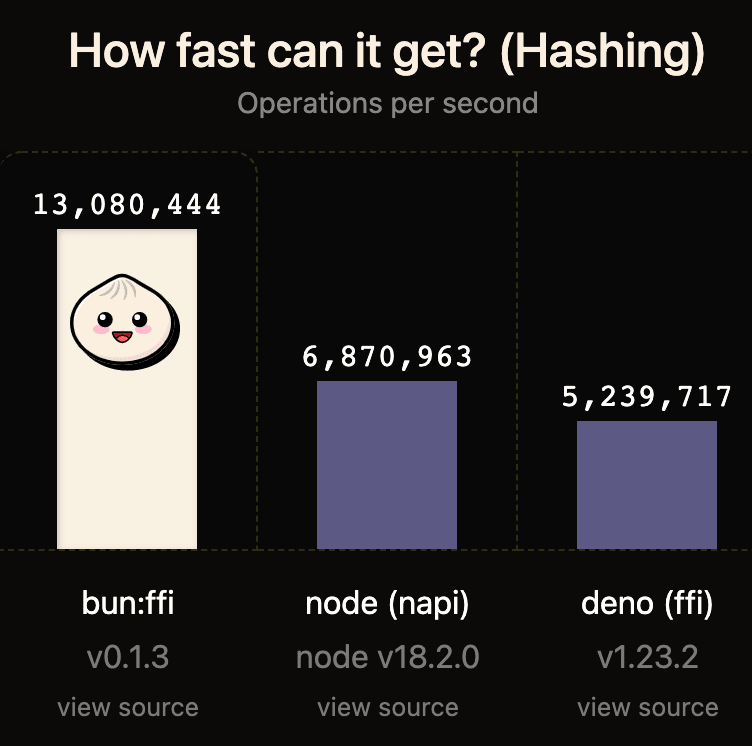 How fast can it get? (Hashing)
Operations per second
13,080,444
6,870,963
5,239,717
bun:ffi
node (napi)
deno (ffi)
v0.1.3
node v18.2.0
v1.23.2
view source
view source
view source